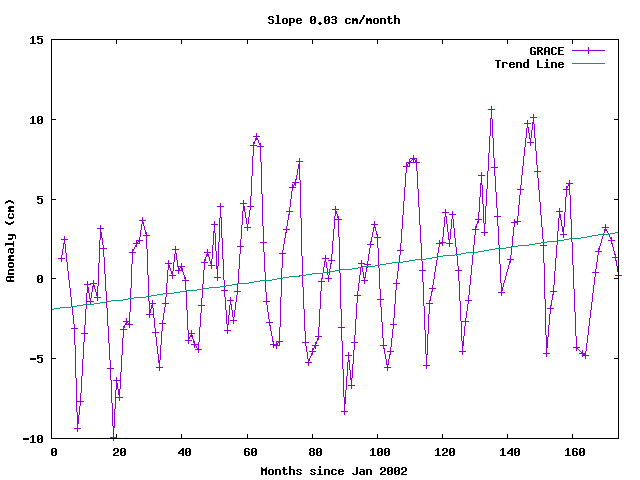 Slope 0.03 cm/month
GRACE
Trend Line
15
10
5
0
-5
-10
Anomaly (cm)
0 20 40 60 80 100 120 140 160
Months since Jan 2002